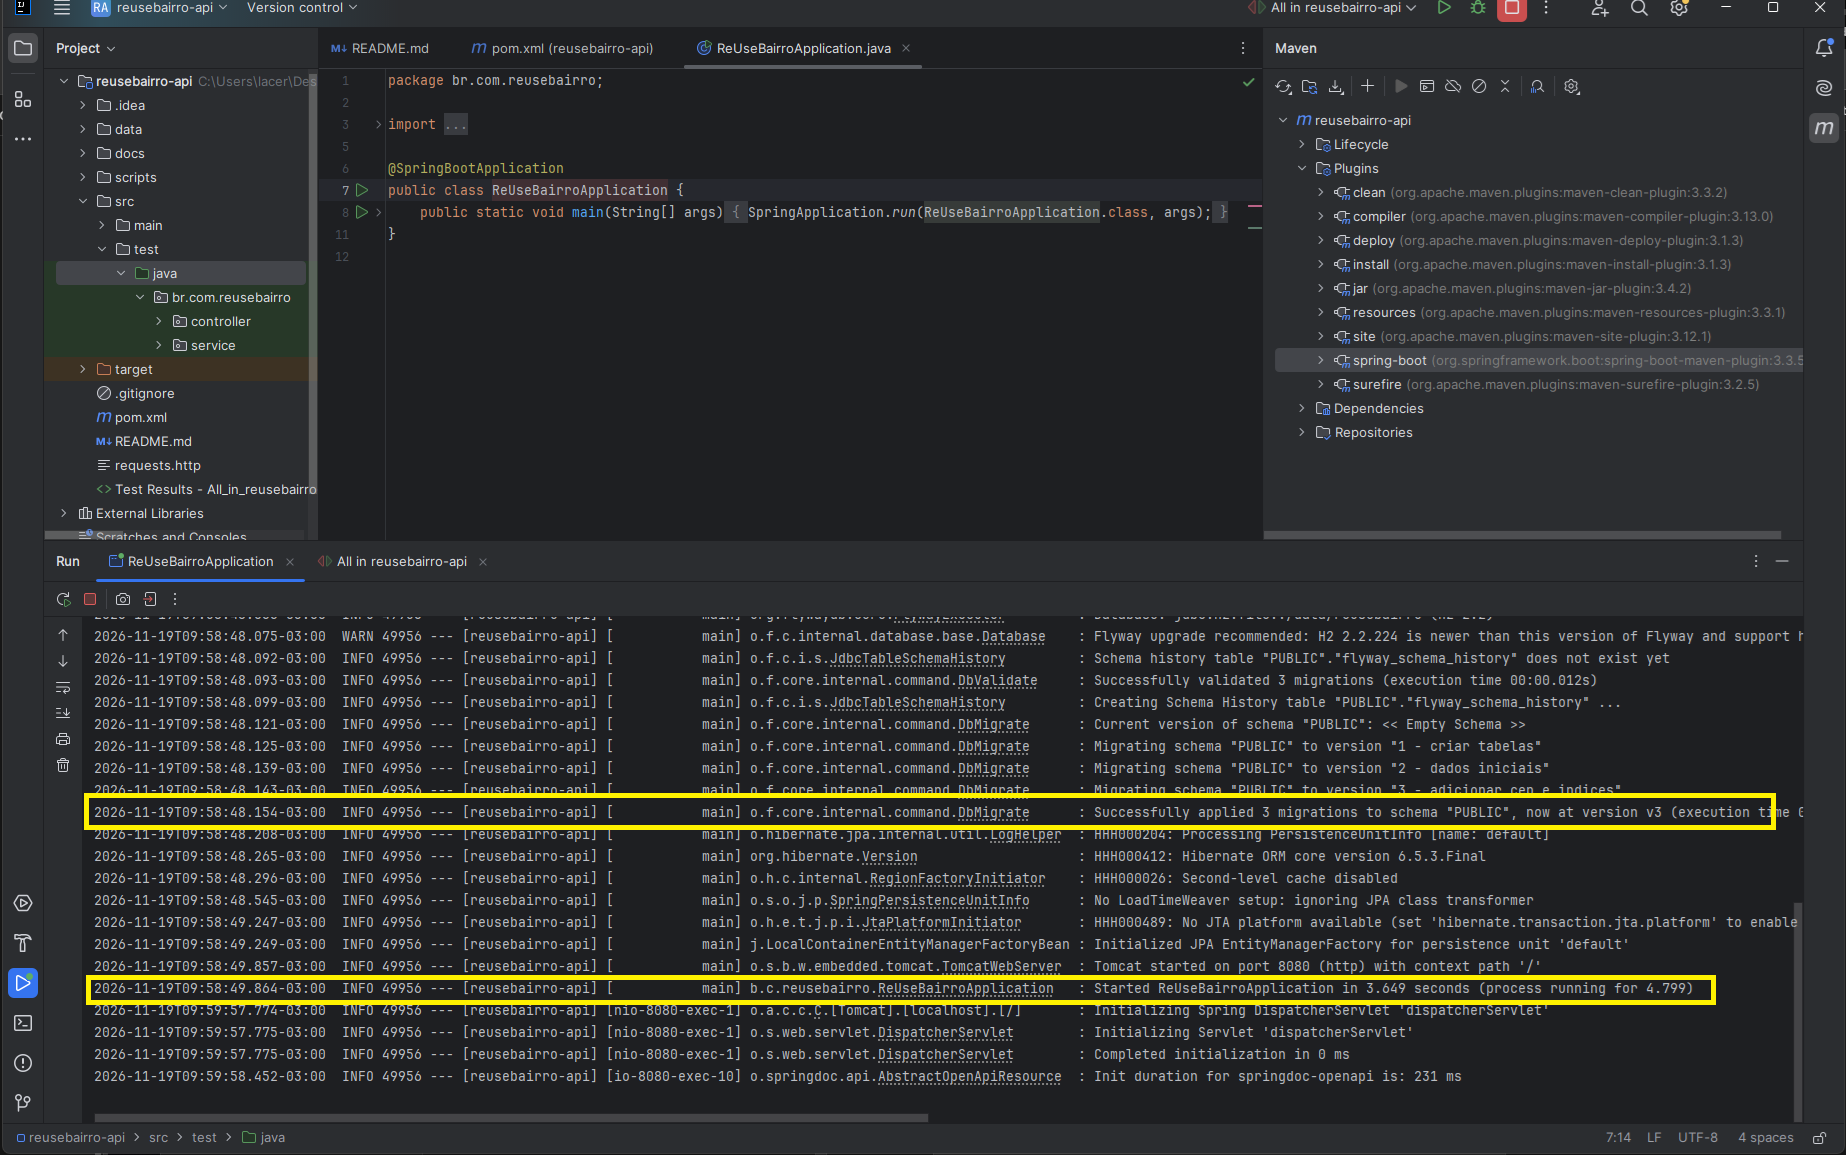 RA reusebairro-api Version control All in reusebairro-api
Project
reusebairro-api C:\Users\lacer\Des
.idea
data
docs
scripts
src
main
test
java
br.com.reusebairro
controller
service
target
.gitignore
pom.xml
README.md
requests.http
Test Results - All_in_reusebairro
External Libraries
Scratches and Consoles
README.md pom.xml (reusebairro-api) ReUseBairroApplication.java
1 package br.com.reusebairro;
2
3 import ...
5
6 @SpringBootApplication
7 public class ReUseBairroApplication {
8 public static void main(String[] args) { SpringApplication.run(ReUseBairroApplication.class, args); }
11 }
12
Maven
reusebairro-api
Lifecycle
Plugins
clean (org.apache.maven.plugins:maven-clean-plugin:3.3.2)
compiler (org.apache.maven.plugins:maven-compiler-plugin:3.13.0)
deploy (org.apache.maven.plugins:maven-deploy-plugin:3.1.3)
install (org.apache.maven.plugins:maven-install-plugin:3.1.3)
jar (org.apache.maven.plugins:maven-jar-plugin:3.4.2)
resources (org.apache.maven.plugins:maven-resources-plugin:3.3.1)
site (org.apache.maven.plugins:maven-site-plugin:3.12.1)
spring-boot (org.springframework.boot:spring-boot-maven-plugin:3.3.5
surefire (org.apache.maven.plugins:maven-surefire-plugin:3.2.5)
Dependencies
Repositories
Run ReUseBairroApplication All in reusebairro-api
2026-11-19T09:58:48.075-03:00 WARN 49956 --- [reusebairro-api] [ main] o.f.c.internal.database.base.Database : Flyway upgrade recommended: H2 2.2.224 is newer than this version of Flyway and support h
2026-11-19T09:58:48.092-03:00 INFO 49956 --- [reusebairro-api] [ main] o.f.c.i.s.JdbcTableSchemaHistory : Schema history table "PUBLIC"."flyway_schema_history" does not exist yet
2026-11-19T09:58:48.093-03:00 INFO 49956 --- [reusebairro-api] [ main] o.f.core.internal.command.DbValidate : Successfully validated 3 migrations (execution time 00:00.012s)
2026-11-19T09:58:48.099-03:00 INFO 49956 --- [reusebairro-api] [ main] o.f.c.i.s.JdbcTableSchemaHistory : Creating Schema History table "PUBLIC"."flyway_schema_history" ...
2026-11-19T09:58:48.121-03:00 INFO 49956 --- [reusebairro-api] [ main] o.f.core.internal.command.DbMigrate : Current version of schema "PUBLIC": << Empty Schema >>
2026-11-19T09:58:48.125-03:00 INFO 49956 --- [reusebairro-api] [ main] o.f.core.internal.command.DbMigrate : Migrating schema "PUBLIC" to version "1 - criar tabelas"
2026-11-19T09:58:48.139-03:00 INFO 49956 --- [reusebairro-api] [ main] o.f.core.internal.command.DbMigrate : Migrating schema "PUBLIC" to version "2 - dados iniciais"
2026-11-19T09:58:48.143-03:00 INFO 49956 --- [reusebairro-api] [ main] o.f.core.internal.command.DbMigrate : Migrating schema "PUBLIC" to version "3 - adicionar cep e indices"
2026-11-19T09:58:48.154-03:00 INFO 49956 --- [reusebairro-api] [ main] o.f.core.internal.command.DbMigrate : Successfully applied 3 migrations to schema "PUBLIC", now at version v3 (execution time 0
2026-11-19T09:58:48.208-03:00 INFO 49956 --- [reusebairro-api] [ main] o.hibernate.jpa.internal.util.LogHelper : HHH000204: Processing PersistenceUnitInfo [name: default]
2026-11-19T09:58:48.265-03:00 INFO 49956 --- [reusebairro-api] [ main] org.hibernate.Version : HHH000412: Hibernate ORM core version 6.5.3.Final
2026-11-19T09:58:48.296-03:00 INFO 49956 --- [reusebairro-api] [ main] o.h.c.internal.RegionFactoryInitiator : HHH000026: Second-level cache disabled
2026-11-19T09:58:48.545-03:00 INFO 49956 --- [reusebairro-api] [ main] o.s.o.j.p.SpringPersistenceUnitInfo : No LoadTimeWeaver setup: ignoring JPA class transformer
2026-11-19T09:58:49.247-03:00 INFO 49956 --- [reusebairro-api] [ main] o.h.e.t.j.p.i.JtaPlatformInitiator : HHH000489: No JTA platform available (set 'hibernate.transaction.jta.platform' to enable
2026-11-19T09:58:49.249-03:00 INFO 49956 --- [reusebairro-api] [ main] j.LocalContainerEntityManagerFactoryBean : Initialized JPA EntityManagerFactory for persistence unit 'default'
2026-11-19T09:58:49.857-03:00 INFO 49956 --- [reusebairro-api] [ main] o.s.b.w.embedded.tomcat.TomcatWebServer : Tomcat started on port 8080 (http) with context path '/'
2026-11-19T09:58:49.864-03:00 INFO 49956 --- [reusebairro-api] [ main] b.c.reusebairro.ReUseBairroApplication : Started ReUseBairroApplication in 3.649 seconds (process running for 4.799)
2026-11-19T09:59:57.774-03:00 INFO 49956 --- [reusebairro-api] [nio-8080-exec-1] o.a.c.c.C.[Tomcat].[localhost].[/] : Initializing Spring DispatcherServlet 'dispatcherServlet'
2026-11-19T09:59:57.775-03:00 INFO 49956 --- [reusebairro-api] [nio-8080-exec-1] o.s.web.servlet.DispatcherServlet : Initializing Servlet 'dispatcherServlet'
2026-11-19T09:59:57.775-03:00 INFO 49956 --- [reusebairro-api] [nio-8080-exec-1] o.s.web.servlet.DispatcherServlet : Completed initialization in 0 ms
2026-11-19T09:59:58.452-03:00 INFO 49956 --- [reusebairro-api] [io-8080-exec-10] o.springdoc.api.AbstractOpenApiResource : Init duration for springdoc-openapi is: 231 ms
reusebairro-api > src > test > java 7:14 LF UTF-8 4 spaces